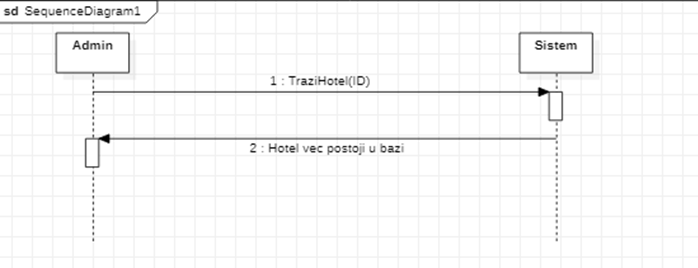 sd SequenceDiagram1
Admin
Sistem
1 : TraziHotel(ID)
2 : Hotel vec postoji u bazi